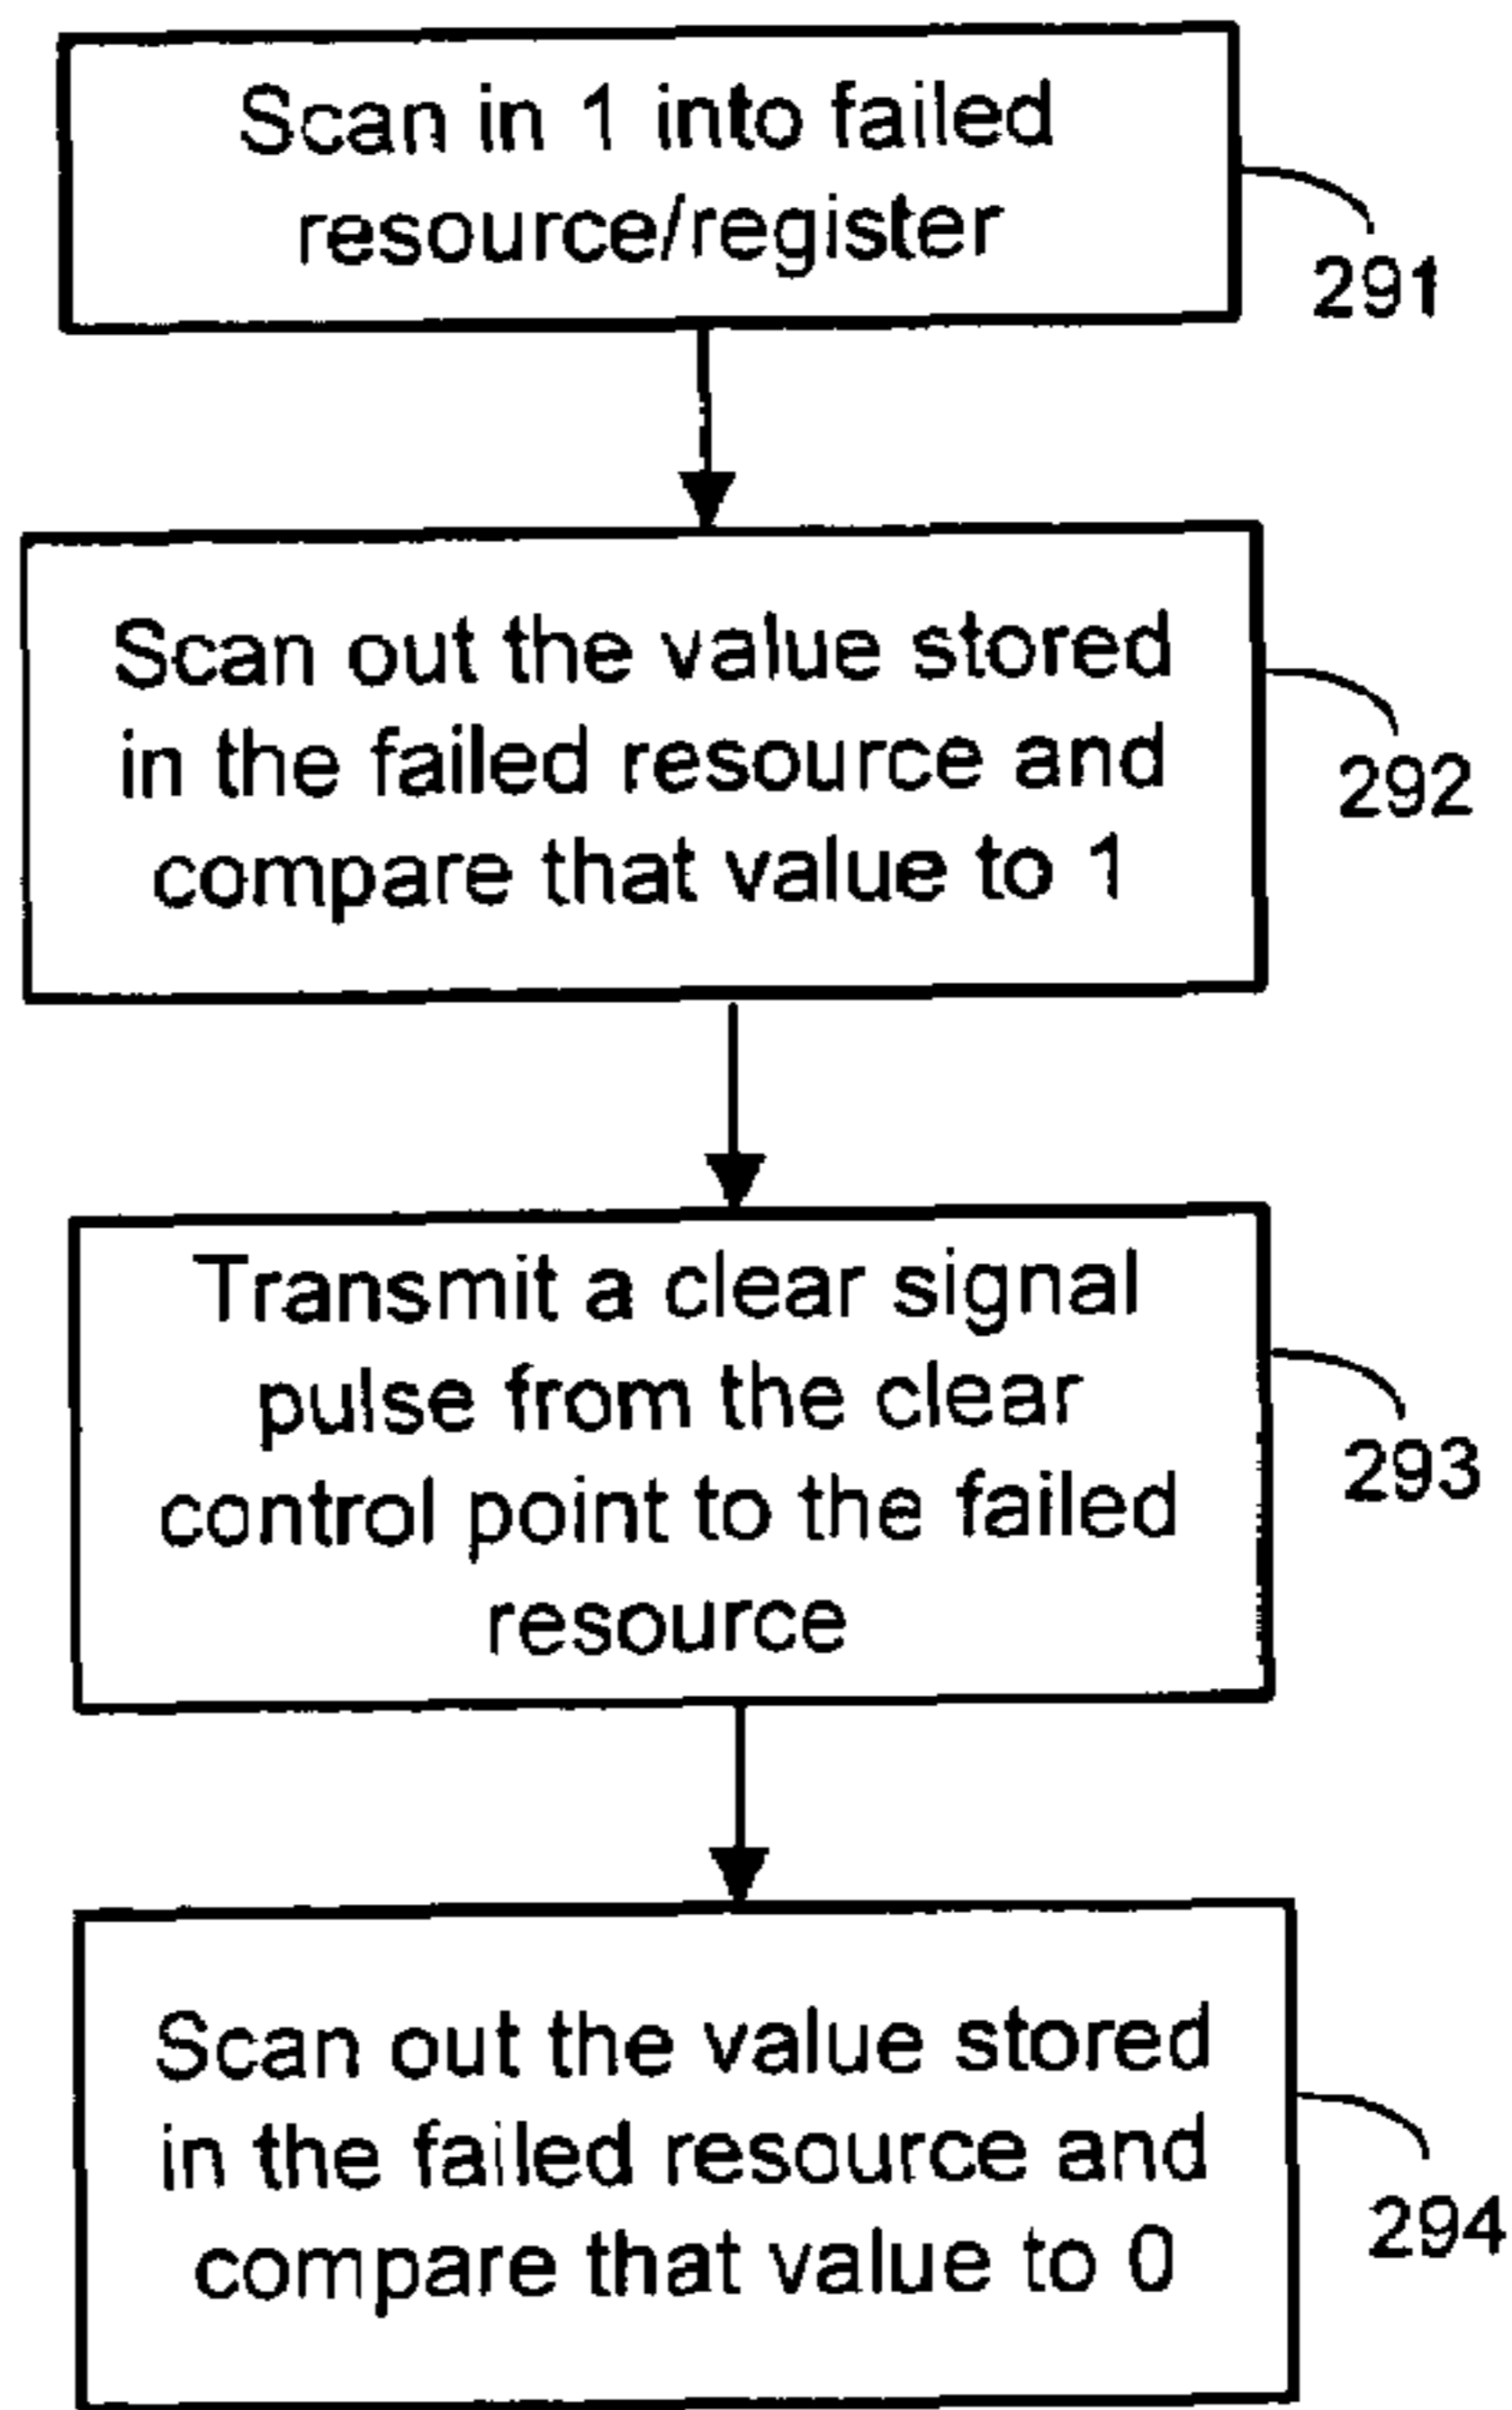 Scan in 1 into failed
resource/register
291
Scan out the value stored
in the failed resource and
compare that value to 1
292
Transmit a clear signal
pulse from the clear
control point to the failed
resource
293
Scan out the value stored
in the failed resource and
compare that value to 0
294